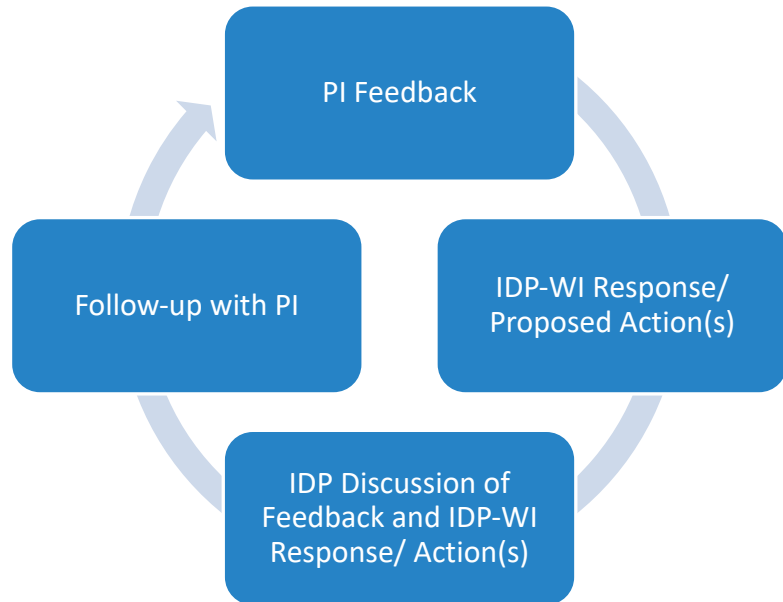 PI Feedback
IDP-WI Response/
Proposed Action(s)
IDP Discussion of
Feedback and IDP-WI
Response/ Action(s)
Follow-up with PI